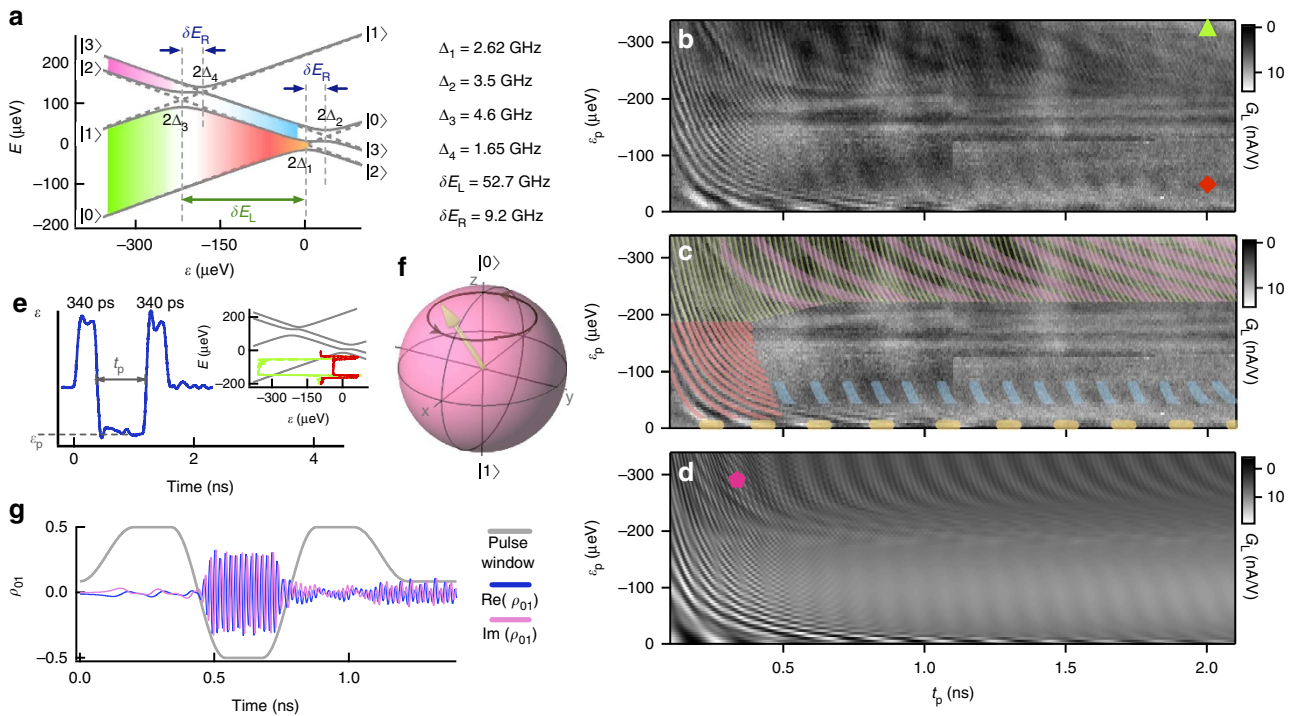 a
δE_R
|3⟩
|2⟩
|1⟩
|0⟩
200
100
0
−100
−200
E (μeV)
2Δ_4
2Δ_3
δE_R
2Δ_2
2Δ_1
δE_L
|1⟩
|0⟩
|3⟩
|2⟩
−300
−150
0
ε (μeV)
Δ_1 = 2.62 GHz
Δ_2 = 3.5 GHz
Δ_3 = 4.6 GHz
Δ_4 = 1.65 GHz
δE_L = 52.7 GHz
δE_R = 9.2 GHz
b
−300
−200
−100
0
ε_p (μeV)
0
10
G_L (nA/V)
c
−300
−200
−100
0
ε_p (μeV)
0
10
G_L (nA/V)
d
−300
−200
−100
0
ε_p (μeV)
0
10
G_L (nA/V)
0.5
1.0
1.5
2.0
t_p (ns)
e
ε
340 ps
340 ps
t_p
ε_p
0
2
4
Time (ns)
200
100
0
−200
E (μeV)
−300
−150
0
ε (μeV)
f
|0⟩
z
x
y
|1⟩
g
0.5
0.0
−0.5
ρ_01
0.0
0.5
1.0
Time (ns)
Pulse
window
Re( ρ_01)
Im (ρ_01)